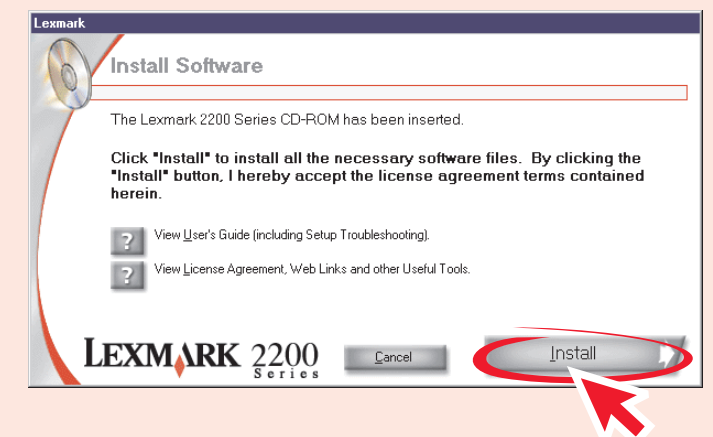 Lexmark
Install Software
The Lexmark 2200 Series CD-ROM has been inserted.
Click "Install" to install all the necessary software files. By clicking the
"Install" button, I hereby accept the license agreement terms contained
herein.
? View User's Guide (including Setup Troubleshooting).
? View License Agreement, Web Links and other Useful Tools.
LEXMARK 2200
Series
Cancel
Install